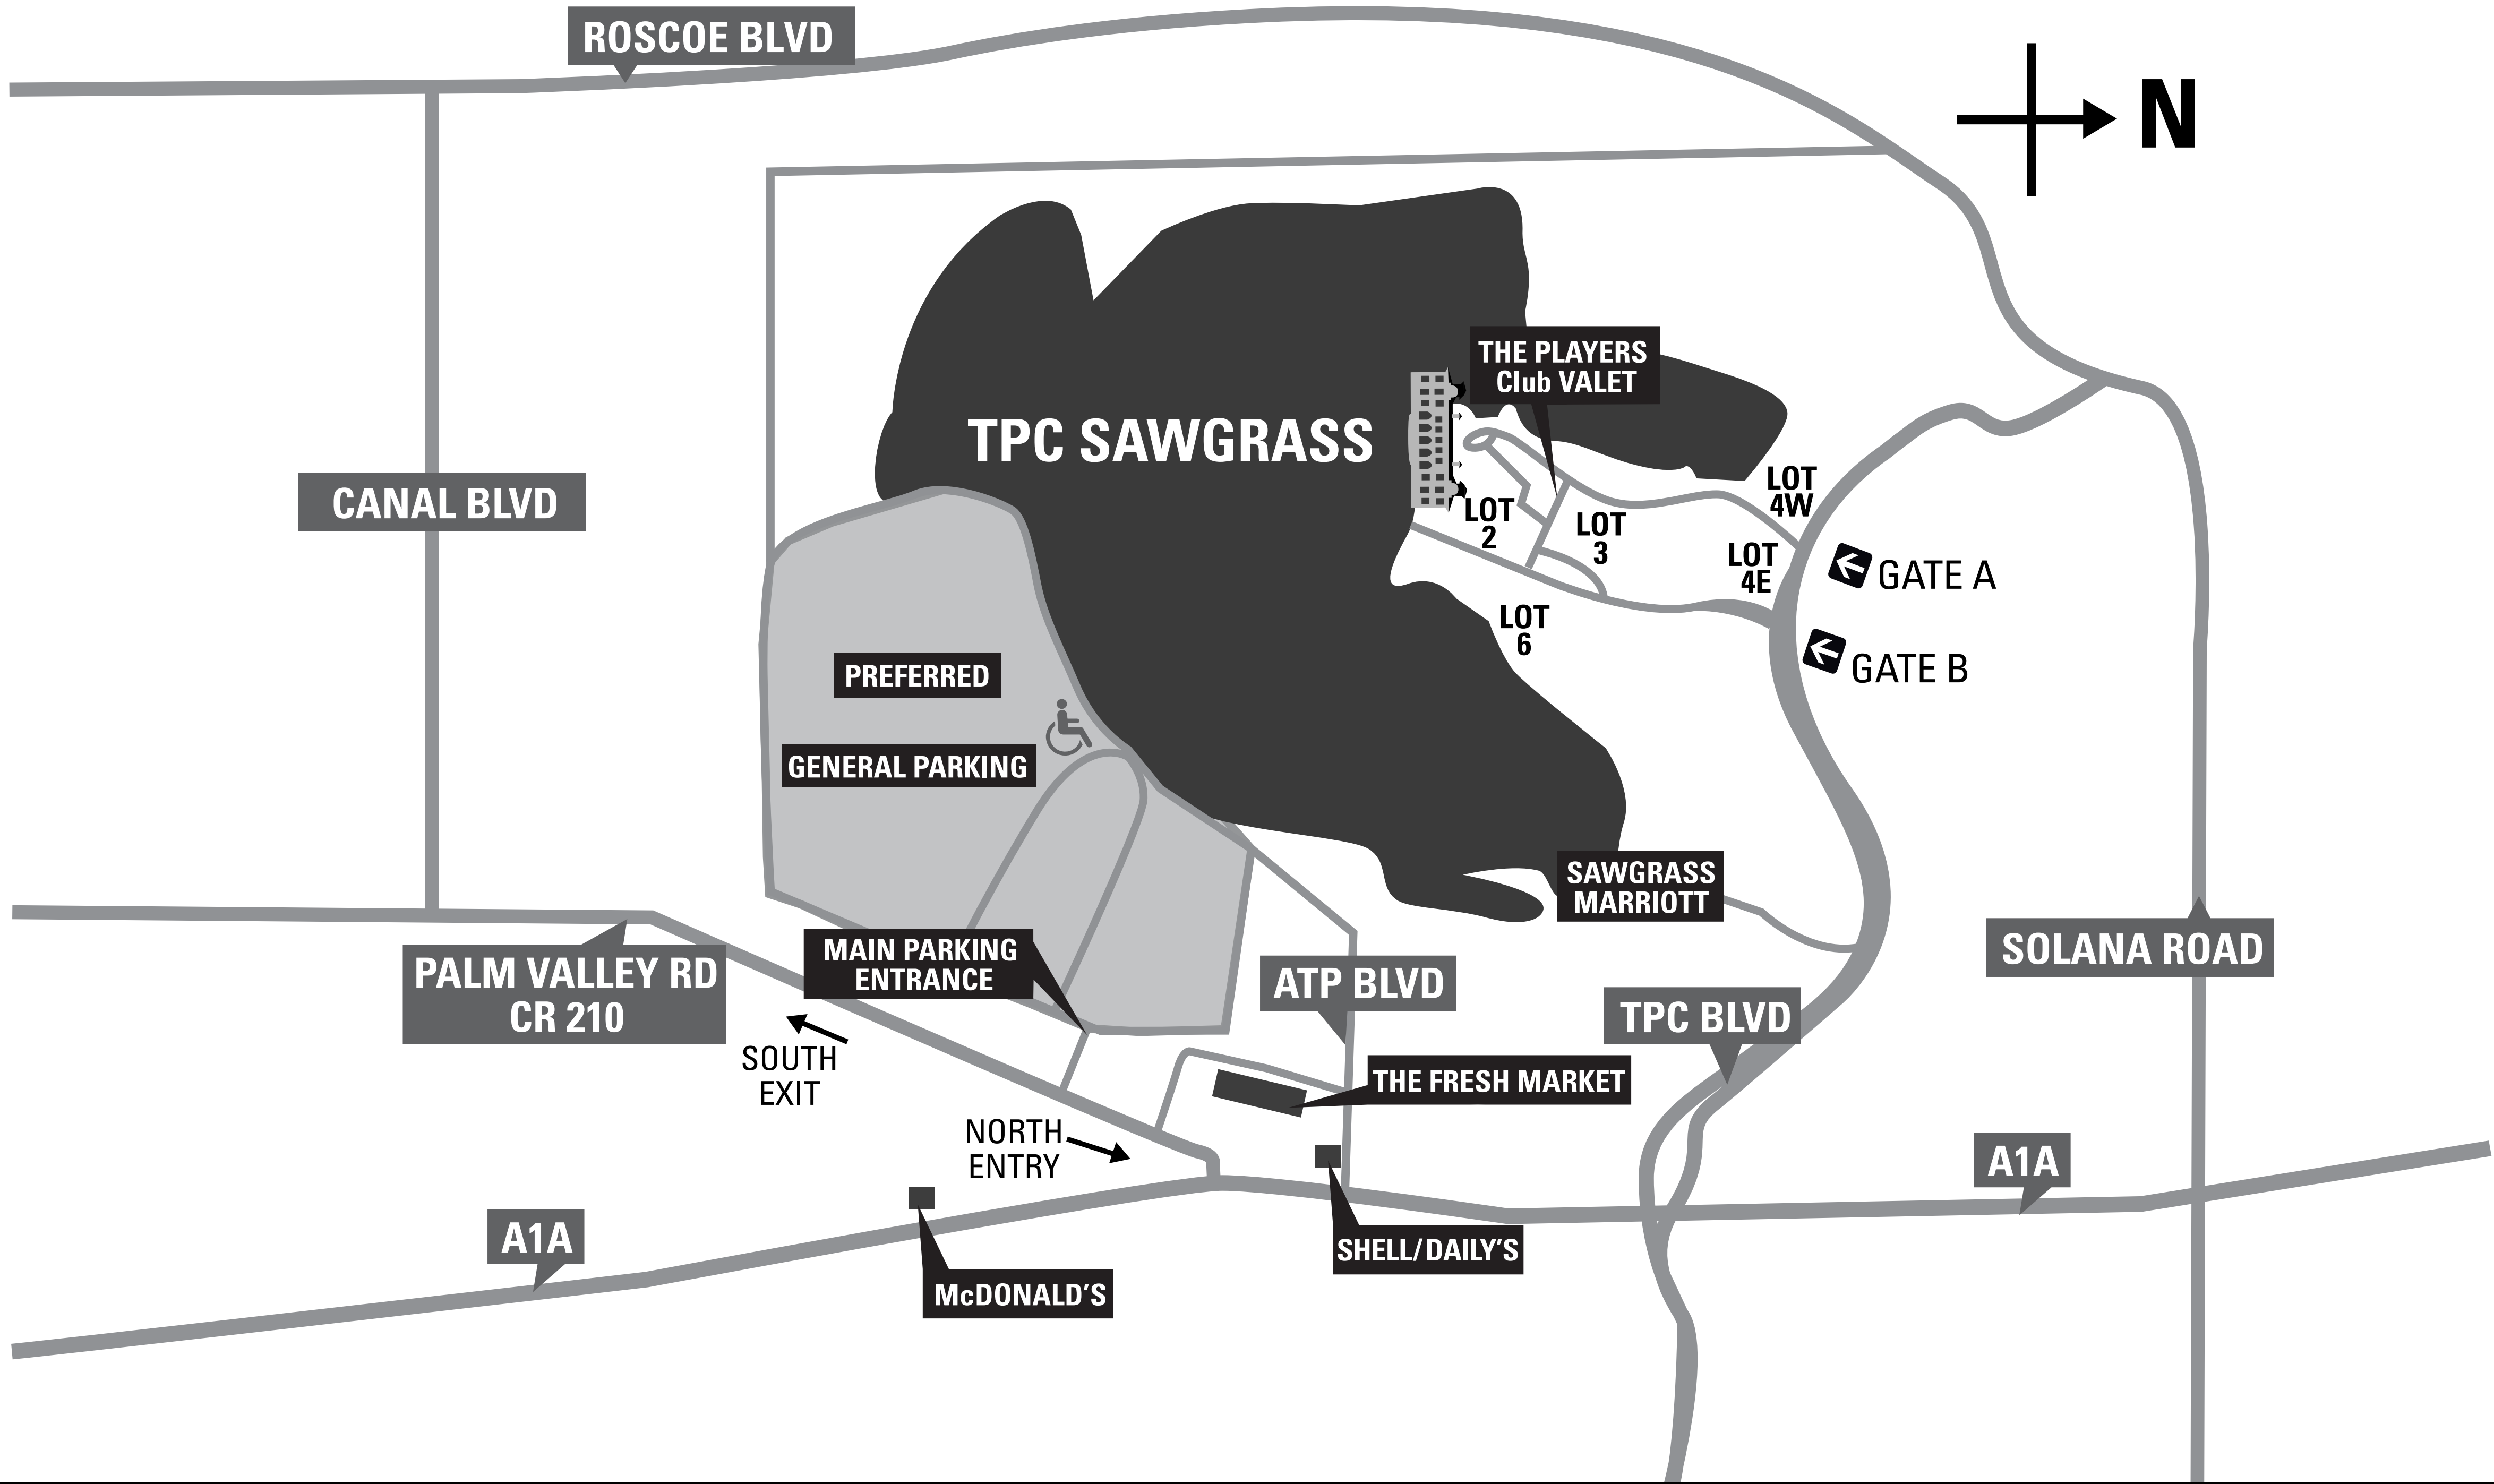 ROSCOE BLVD
N
THE PLAYERS
Club VALET
TPC SAWGRASS
CANAL BLVD
LOT
4W
LOT
2
LOT
3
LOT
4E
GATE A
LOT
6
GATE B
PREFERRED
GENERAL PARKING
SAWGRASS
MARRIOTT
MAIN PARKING
ENTRANCE
SOLANA ROAD
PALM VALLEY RD
CR 210
ATP BLVD
TPC BLVD
SOUTH
EXIT
THE FRESH MARKET
NORTH
ENTRY
A1A
A1A
SHELL/DAILY'S
McDONALD'S